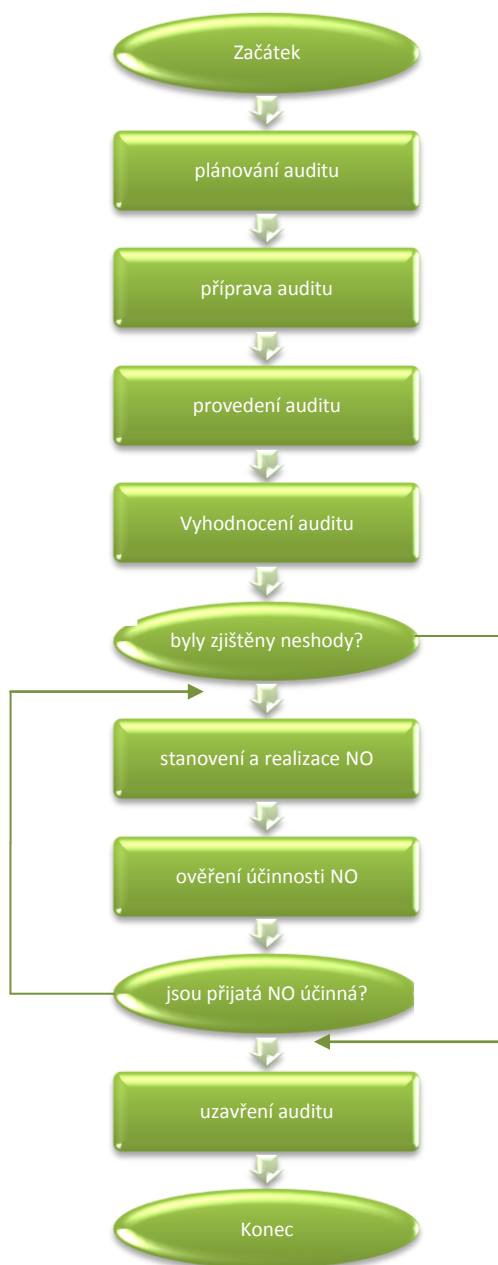 Začátek
plánování auditu
příprava auditu
provedení auditu
Vyhodnocení auditu
byly zjištěny neshody?
stanovení a realizace NO
ověření účinnosti NO
jsou přijatá NO účinná?
uzavření auditu
Konec